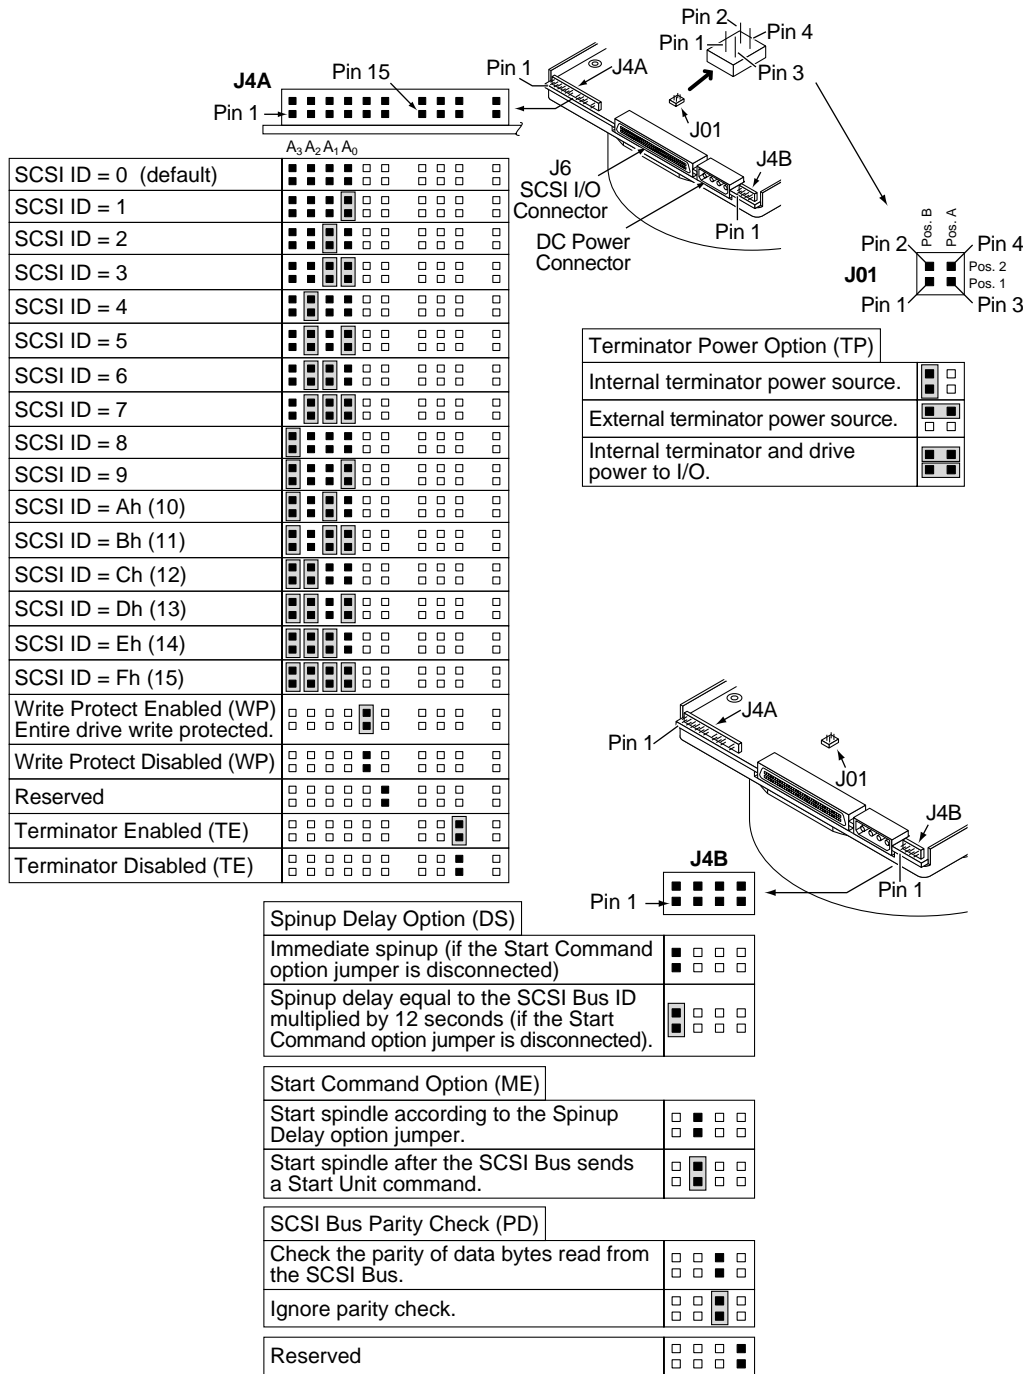 J4A
Pin 15
Pin 1
A3 A2 A1 A0
SCSI ID = 0 (default)
SCSI ID = 1
SCSI ID = 2
SCSI ID = 3
SCSI ID = 4
SCSI ID = 5
SCSI ID = 6
SCSI ID = 7
SCSI ID = 8
SCSI ID = 9
SCSI ID = Ah (10)
SCSI ID = Bh (11)
SCSI ID = Ch (12)
SCSI ID = Dh (13)
SCSI ID = Eh (14)
SCSI ID = Fh (15)
Write Protect Enabled (WP)
Entire drive write protected.
Write Protect Disabled (WP)
Reserved
Terminator Enabled (TE)
Terminator Disabled (TE)
Pin 1
J4A
Pin 2
Pin 1
Pin 4
Pin 3
J01
J6
SCSI I/O
Connector
J4B
Pin 1
DC Power
Connector
Pos. B
Pos. A
Pin 2
Pin 4
J01
Pos. 2
Pos. 1
Pin 1
Pin 3
Terminator Power Option (TP)
Internal terminator power source.
External terminator power source.
Internal terminator and drive
power to I/O.
J4A
Pin 1
J01
J4B
Pin 1
J4B
Pin 1
Spinup Delay Option (DS)
Immediate spinup (if the Start Command
option jumper is disconnected)
Spinup delay equal to the SCSI Bus ID
multiplied by 12 seconds (if the Start
Command option jumper is disconnected).
Start Command Option (ME)
Start spindle according to the Spinup
Delay option jumper.
Start spindle after the SCSI Bus sends
a Start Unit command.
SCSI Bus Parity Check (PD)
Check the parity of data bytes read from
the SCSI Bus.
Ignore parity check.
Reserved